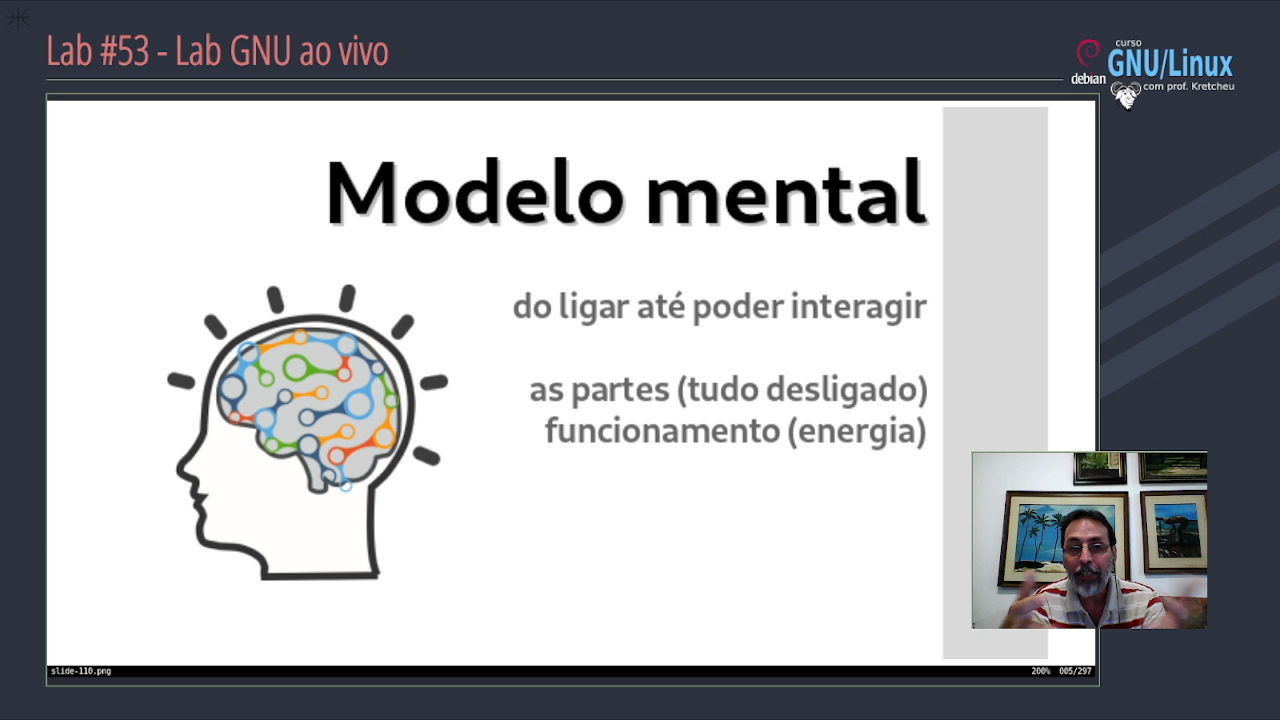 Lab #53 - Lab GNU ao vivo
curso
GNU/Linux
debian
com prof. Kretcheu
Modelo mental
do ligar até poder interagir
as partes (tudo desligado)
funcionamento (energia)
slide-110.png
200% 005/297